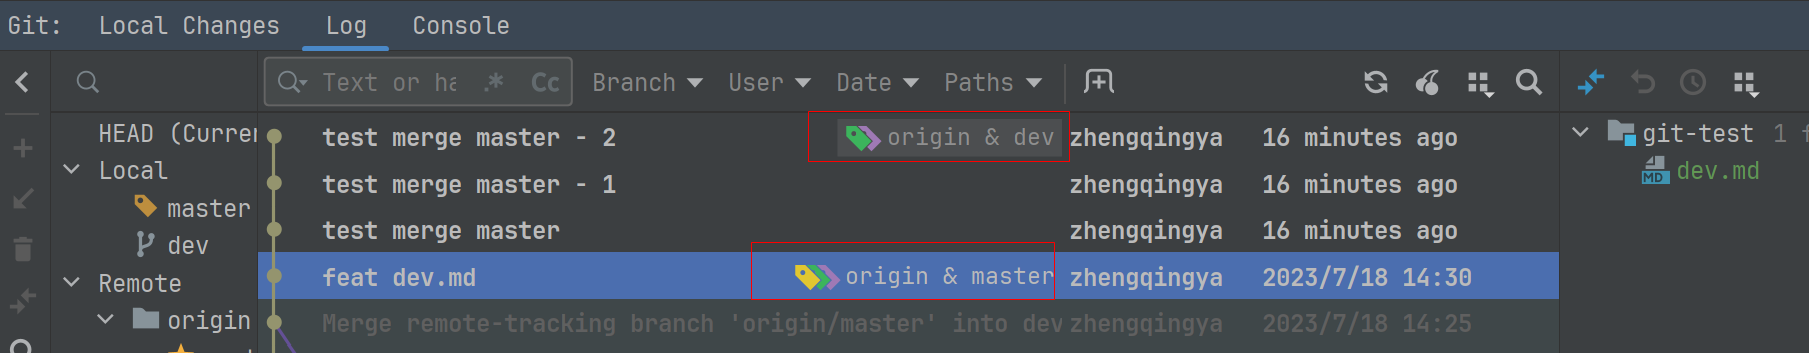 Git: Local Changes Log Console
Text or ha .* Cc Branch User Date Paths
HEAD (Curren
Local
master
dev
Remote
origin
test merge master - 2 origin & dev zhengqingya 16 minutes ago
test merge master - 1 zhengqingya 16 minutes ago
test merge master zhengqingya 16 minutes ago
feat dev.md origin & master zhengqingya 2023/7/18 14:30
Merge remote-tracking branch 'origin/master' into dev zhengqingya 2023/7/18 14:25
git-test 1 f
MD dev.md